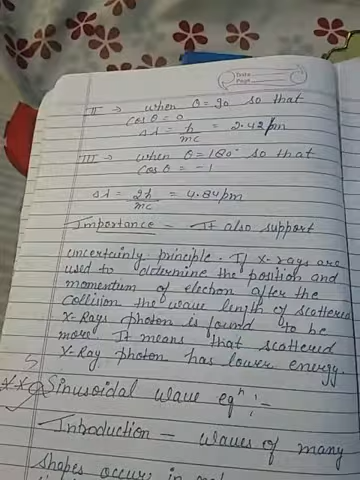 Date
Page
II → when θ = 90 so that
cos θ = 0
Δλ = h/mc = 2.42 pm
III → when θ = 180° so that
cos θ = -1
Δλ = 2h/mc = 4.84 pm
Importance - It also support
uncertainly principle. If X-rays are
used to determine the position and
momentum of electron after the
Collision the wave length of scattered
X-Rays photon is found to be
more. It means that scattered
X-Ray photon has lower energy.
Sinusoidal wave eqⁿ :-
Introduction - waves of many
shapes occurs in